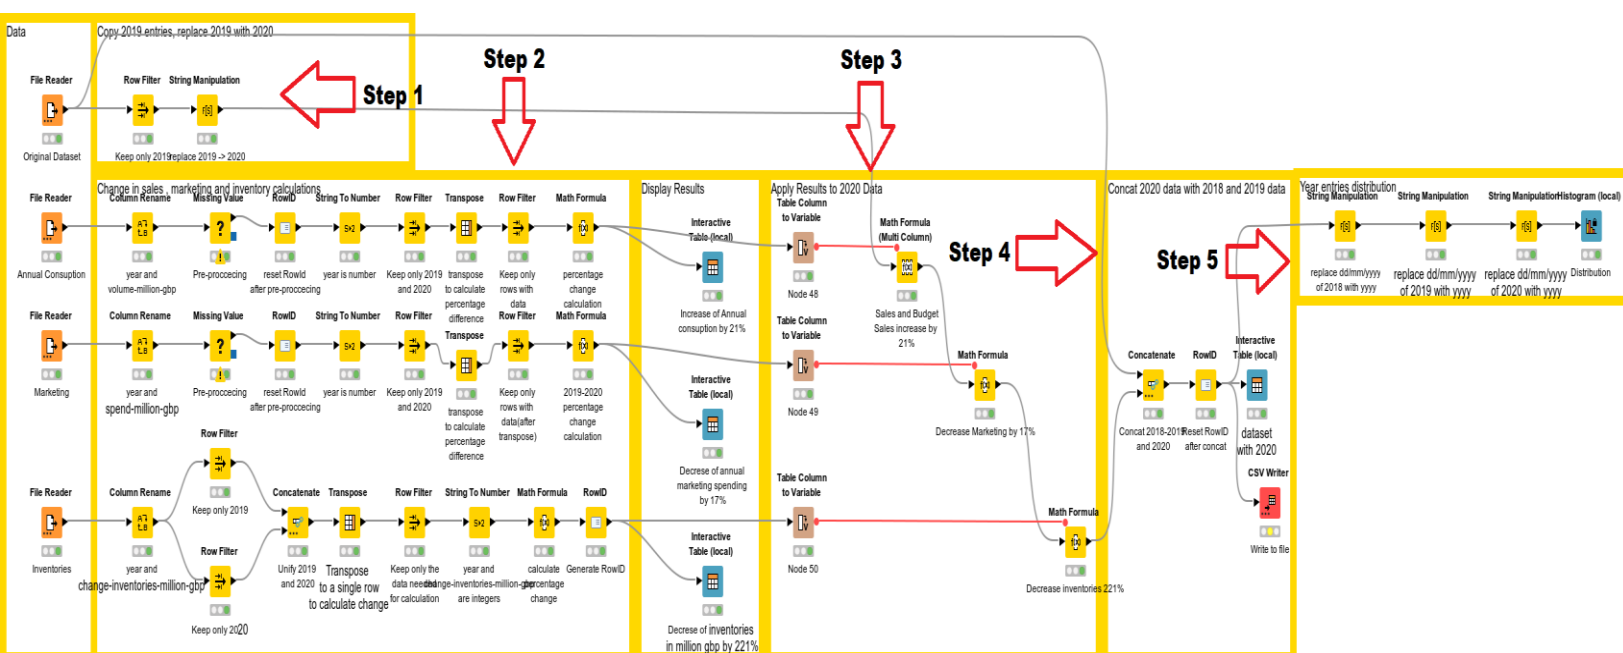 Data
Copy 2019 entries, replace 2019 with 2020
Step 1
Step 2
Step 3
File Reader
Row Filter
String Manipulation
Original Dataset
Keep only 2019
replace 2019 -> 2020
Change in sales , marketing and inventory calculations
Display Results
Apply Results to 2020 Data
Concat 2020 data with 2018 and 2019 data
Year entries distribution
File Reader
Column Rename
Missing Value
RowID
String To Number
Row Filter
Transpose
Row Filter
Math Formula
Annual Consuption
year and
volume-million-gbp
Pre-proccecing
reset RowId
after pre-proccecing
year is number
Keep only 2019
and 2020
transpose
to calculate
percentage
difference
Keep only
rows with
data
percentage
change
calculation
Interactive
Table (local)
Increase of Annual
consuption by 21%
Table Column
to Variable
Node 48
Math Formula
(Multi Column)
Sales and Budget
Sales increase by
21%
Step 4
Step 5
String Manipulation
String Manipulation
String Manipulation
Histogram (local)
replace dd/mm/yyyy
of 2018 with yyyy
replace dd/mm/yyyy
of 2019 with yyyy
replace dd/mm/yyyy
of 2020 with yyyy
Distribution
File Reader
Column Rename
Missing Value
RowID
String To Number
Row Filter
Transpose
Row Filter
Math Formula
Marketing
year and
spend-million-gbp
Pre-proccecing
reset RowId
after pre-proccecing
year is number
Keep only 2019
and 2020
transpose
to calculate
percentage
difference
Keep only
rows with
data(after
transpose)
2019-2020
percentage
change
calculation
Interactive
Table (local)
Decrese of annual
marketing spending
by 17%
Table Column
to Variable
Node 49
Math Formula
Decrease Marketing by 17%
Concatenate
RowID
Interactive
Table (local)
Concat 2018-2019
and 2020
Reset RowID
after concat
dataset
with 2020
CSV Writer
Write to file
File Reader
Column Rename
Row Filter
Keep only 2019
Row Filter
Keep only 2020
Concatenate
Transpose
Row Filter
String To Number
Math Formula
RowID
Inventories
year and
change-inventories-million-gbp
Unify 2019
and 2020
Transpose
to a single row
to calculate change
Keep only the
data needed
for calculation
year and
change-inventories-million-gbp
are integers
calculate
percentage
change
Generate RowID
Interactive
Table (local)
Decrese of inventories
in million gbp by 221%
Table Column
to Variable
Node 50
Math Formula
Decrease inventories 221%